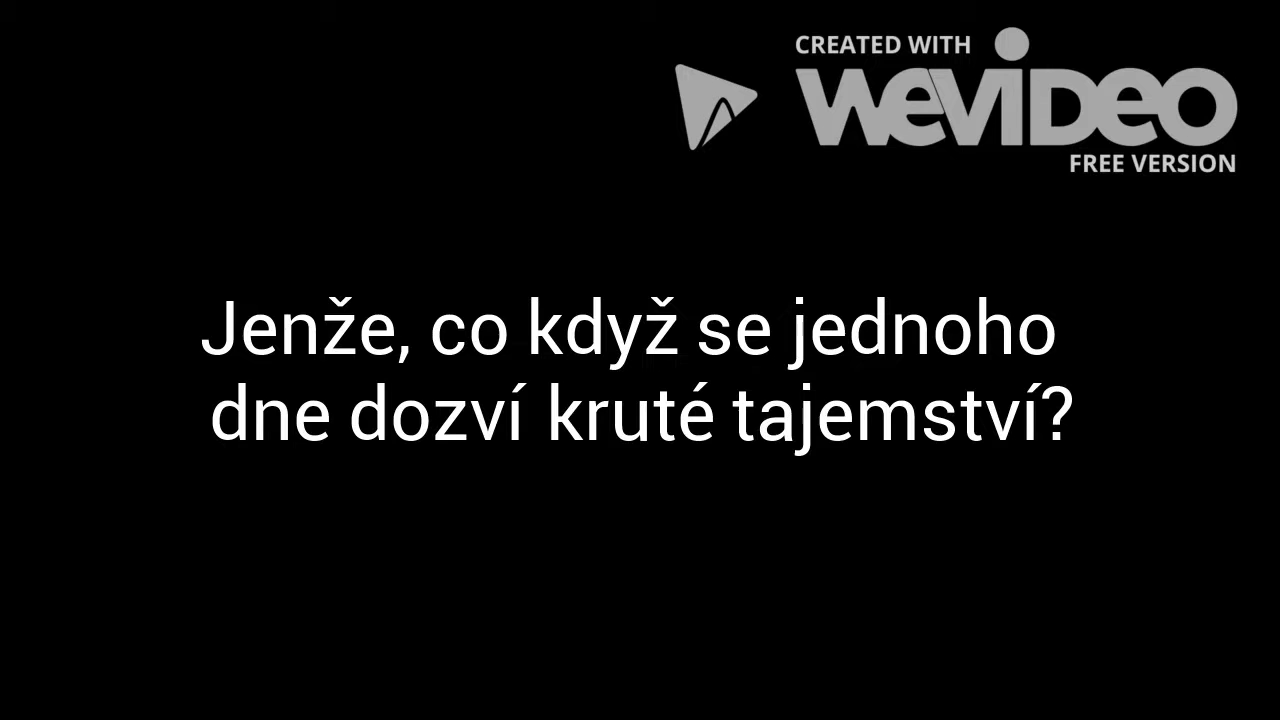 CREATED WITH
WEVIDEO
FREE VERSION
Jenže, co když se jednoho
dne dozví kruté tajemství?